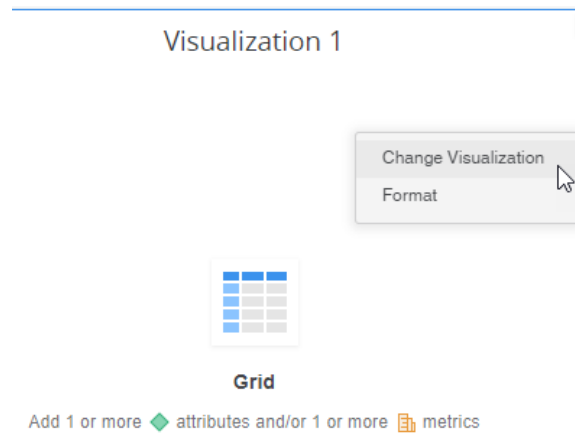 Visualization 1
Change Visualization
Format
Grid
Add 1 or more attributes and/or 1 or more metrics